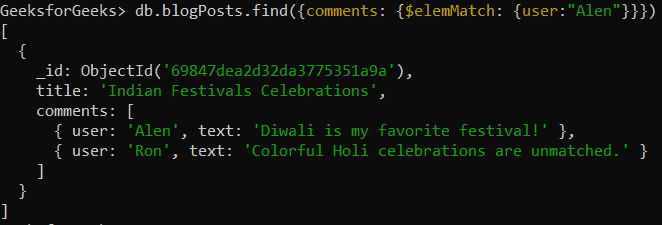 GeeksforGeeks> db.blogPosts.find({comments: {$elemMatch: {user:"Alen"}}})
[
  {
    _id: ObjectId('69847dea2d32da3775351a9a'),
    title: 'Indian Festivals Celebrations',
    comments: [
      { user: 'Alen', text: 'Diwali is my favorite festival!' },
      { user: 'Ron', text: 'Colorful Holi celebrations are unmatched.' }
    ]
  }
]